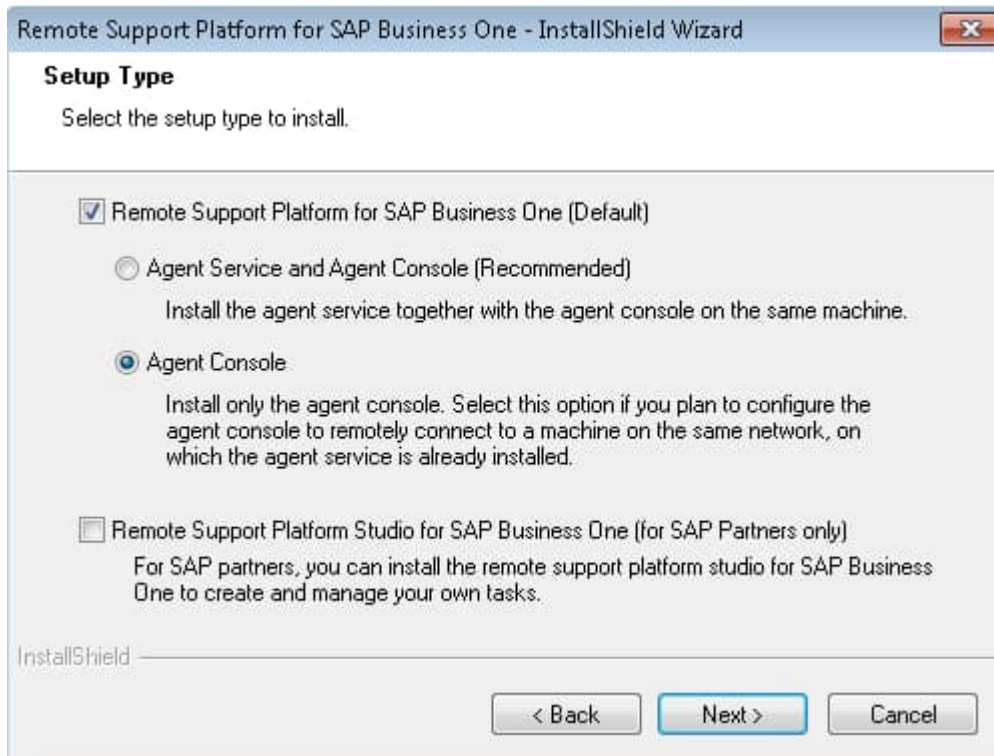 Remote Support Platform for SAP Business One - InstallShield Wizard
Setup Type
Select the setup type to install.
Remote Support Platform for SAP Business One (Default)
Agent Service and Agent Console (Recommended)
Install the agent service together with the agent console on the same machine.
Agent Console
Install only the agent console. Select this option if you plan to configure the
agent console to remotely connect to a machine on the same network, on
which the agent service is already installed.
Remote Support Platform Studio for SAP Business One (for SAP Partners only)
For SAP partners, you can install the remote support platform studio for SAP Business
One to create and manage your own tasks.
InstallShield
< Back
Next >
Cancel